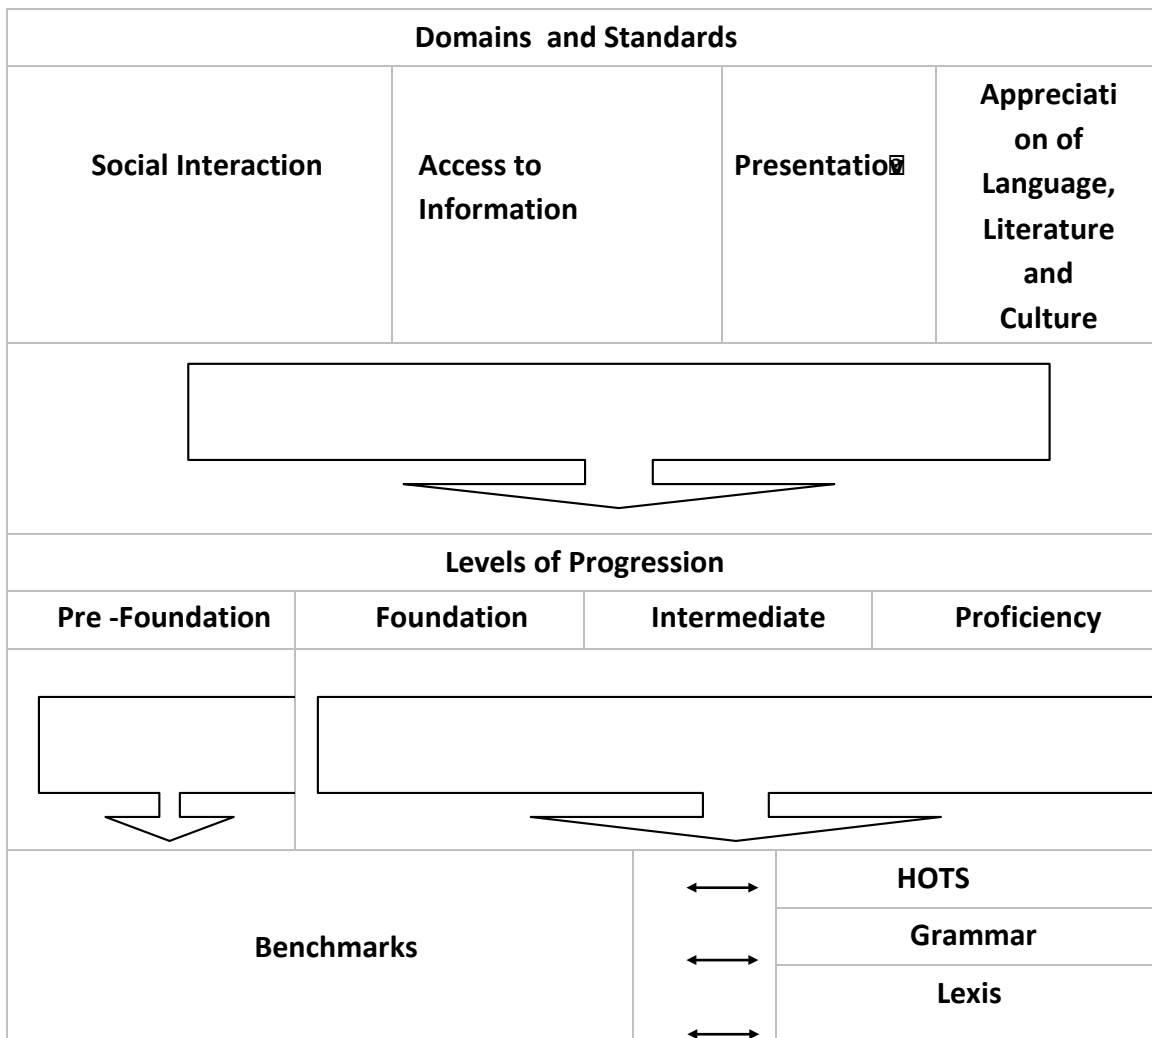 Domains and Standards
Social Interaction
Access to
Information
Presentation
Appreciati
on of
Language,
Literature
and
Culture
Levels of Progression
Pre -Foundation
Foundation
Intermediate
Proficiency
Benchmarks
HOTS
Grammar
Lexis